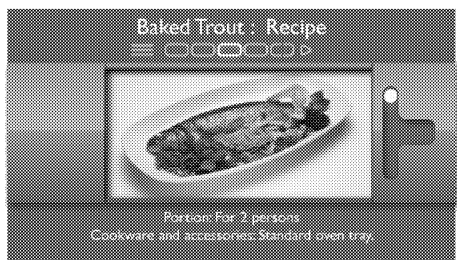 Baked Trout : Recipe
Portion: For 2 persons
Cookware and accessories: Standard oven tray.